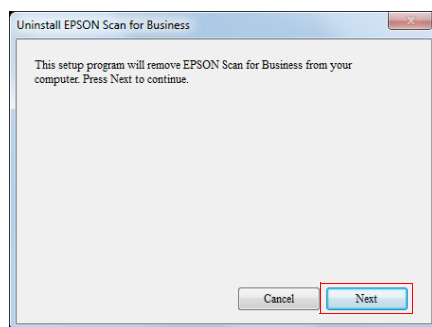 Uninstall EPSON Scan for Business
This setup program will remove EPSON Scan for Business from your
computer. Press Next to continue.
Cancel
Next